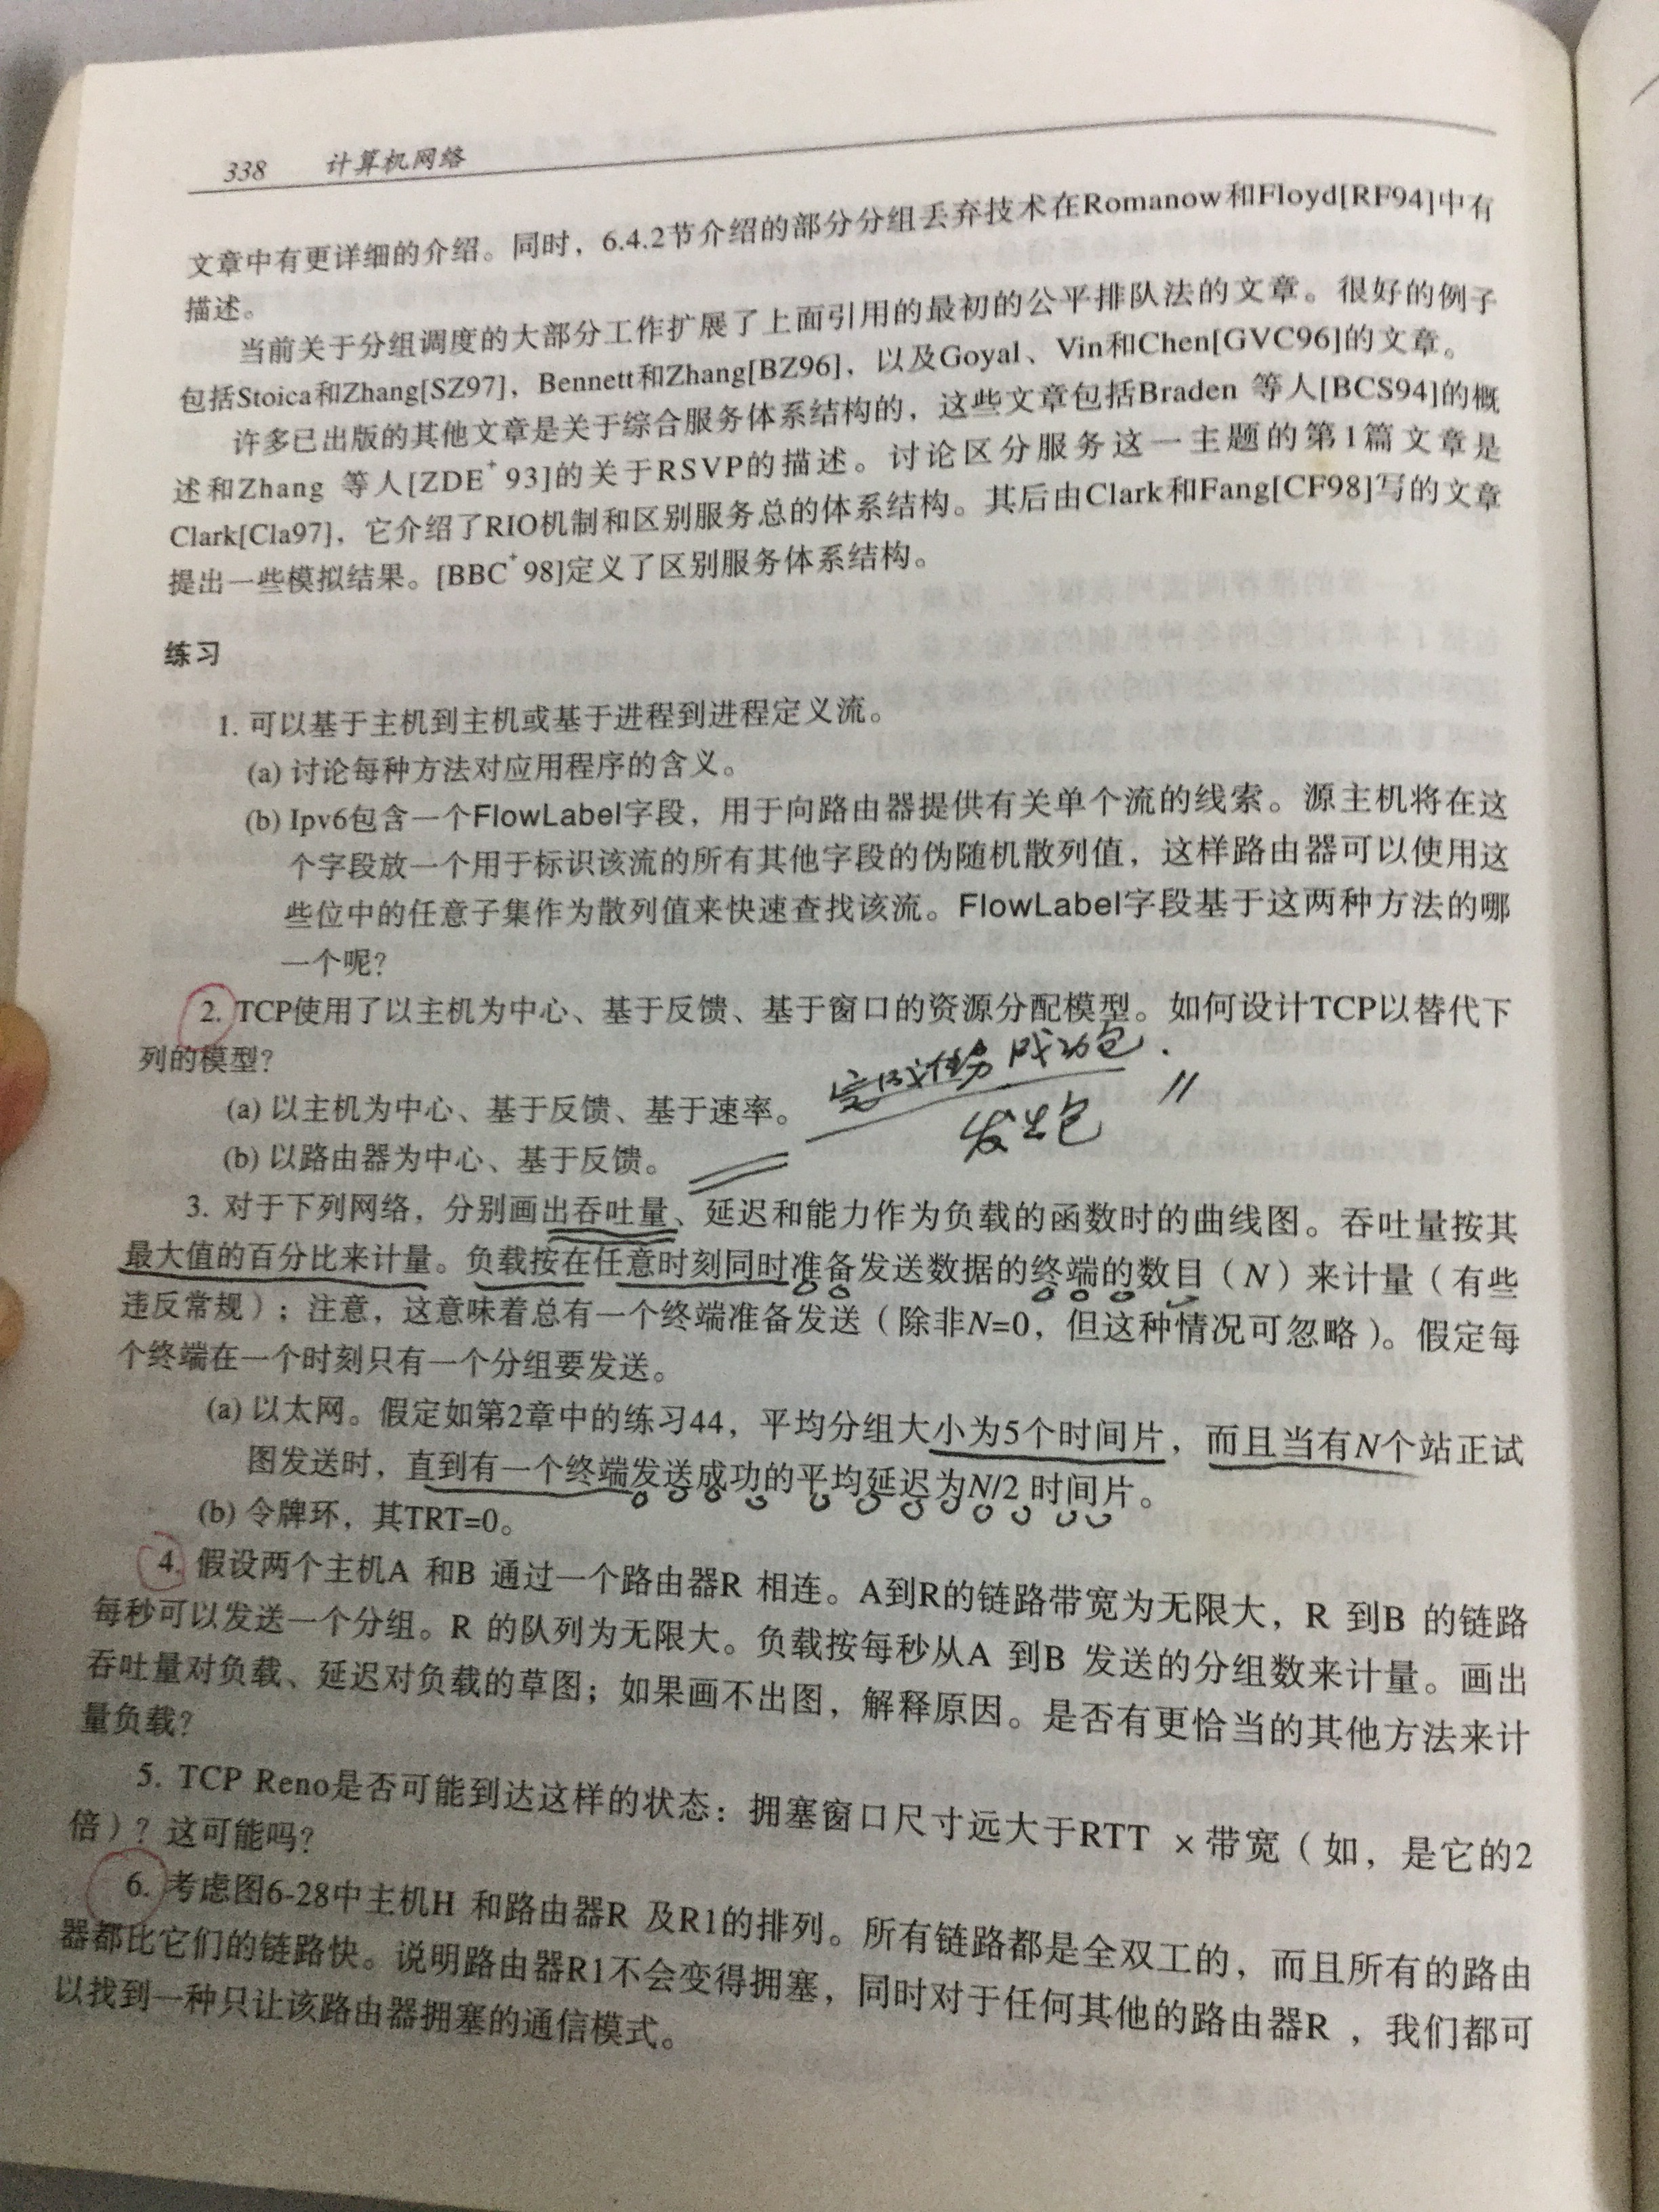 338 计算机网络
文章中有更详细的介绍。同时，6.4.2节介绍的部分分组丢弃技术在Romanow和Floyd[RF94]中有
描述。
当前关于分组调度的大部分工作扩展了上面引用的最初的公平排队法的文章。很好的例子
包括Stoica和Zhang[SZ97]，Bennett和Zhang[BZ96]，以及Goyal、Vin和Chen[GVC96]的文章。
许多已出版的其他文章是关于综合服务体系结构的，这些文章包括Braden 等人[BCS94]的概
述和Zhang 等人[ZDE+ 93]的关于RSVP的描述。讨论区分服务这一主题的第1篇文章是
Clark[Cla97]，它介绍了RIO机制和区别服务总的体系结构。其后由Clark和Fang[CF98]写的文章
提出一些模拟结果。[BBC+ 98]定义了区别服务体系结构。
练习
1. 可以基于主机到主机或基于进程到进程定义流。
(a) 讨论每种方法对应用程序的含义。
(b) Ipv6包含一个FlowLabel字段，用于向路由器提供有关单个流的线索。源主机将在这
个字段放一个用于标识该流的所有其他字段的伪随机散列值，这样路由器可以使用这
些位中的任意子集作为散列值来快速查找该流。FlowLabel字段基于这两种方法的哪
一个呢？
2. TCP使用了以主机为中心、基于反馈、基于窗口的资源分配模型。如何设计TCP以替代下
列的模型？
完成任务 成功包.
(a) 以主机为中心、基于反馈、基于速率。
发出包
(b) 以路由器为中心、基于反馈。
3. 对于下列网络，分别画出吞吐量、延迟和能力作为负载的函数时的曲线图。吞吐量按其
最大值的百分比来计量。负载按在任意时刻同时准备发送数据的终端的数目（N）来计量（有些
违反常规）；注意，这意味着总有一个终端准备发送（除非N=0，但这种情况可忽略）。假定每
个终端在一个时刻只有一个分组要发送。
(a) 以太网。假定如第2章中的练习44，平均分组大小为5个时间片，而且当有N个站正试
图发送时，直到有一个终端发送成功的平均延迟为N/2 时间片。
(b) 令牌环，其TRT=0。
4. 假设两个主机A 和B 通过一个路由器R 相连。A到R的链路带宽为无限大，R 到B 的链路
每秒可以发送一个分组。R 的队列为无限大。负载按每秒从A 到B 发送的分组数来计量。画出
吞吐量对负载、延迟对负载的草图；如果画不出图，解释原因。是否有更恰当的其他方法来计
量负载？
5. TCP Reno是否可能到达这样的状态：拥塞窗口尺寸远大于RTT ×带宽（如，是它的2
倍）？这可能吗？
6. 考虑图6-28中主机H 和路由器R 及R1的排列。所有链路都是全双工的，而且所有的路由
器都比它们的链路快。说明路由器R1不会变得拥塞，同时对于任何其他的路由器R ，我们都可
以找到一种只让该路由器拥塞的通信模式。